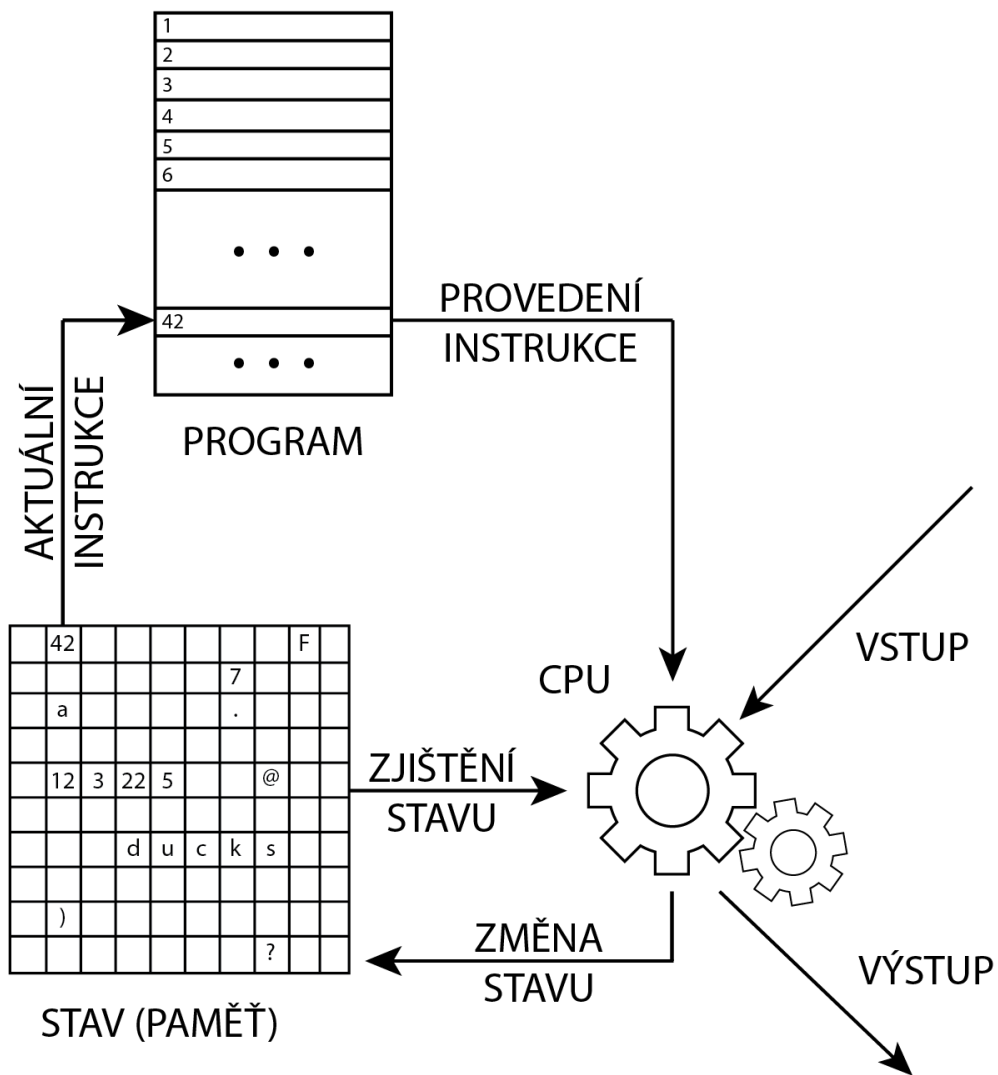 1
2
3
4
5
6
• • •
42
• • •
PROGRAM
PROVEDENÍ
INSTRUKCE
AKTUÁLNÍ
INSTRUKCE
VSTUP
CPU
42 F
7
a .
12 3 22 5 @
d u c k s
)
?
ZJIŠTĚNÍ
STAVU
ZMĚNA
STAVU
VÝSTUP
STAV (PAMĚŤ)